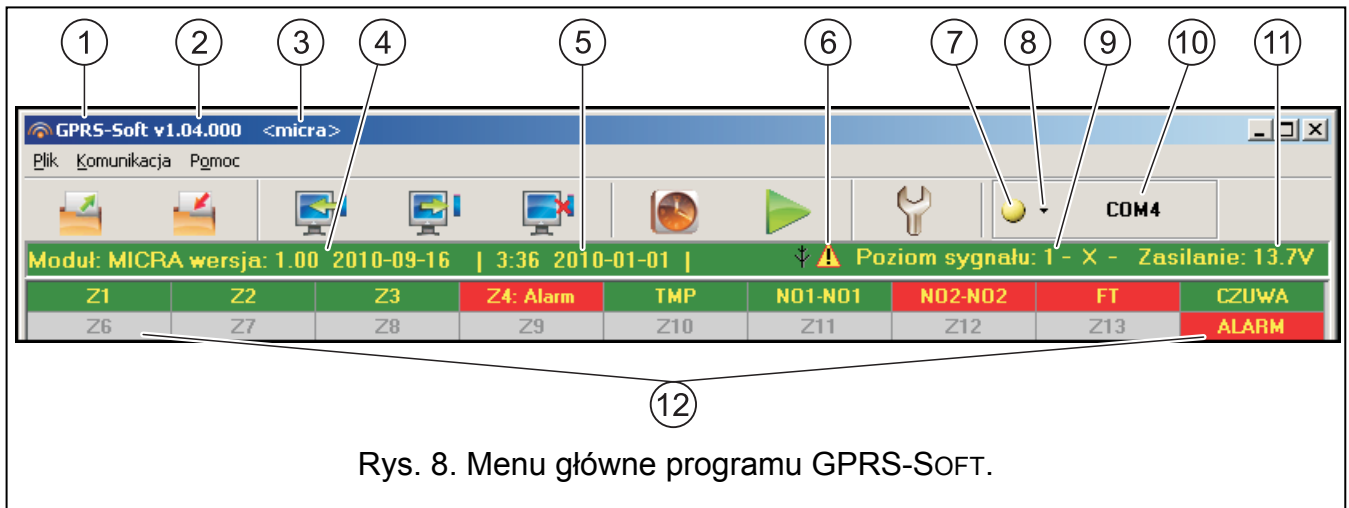 1 2 3 4 5 6 7 8 9 10 11
GPRS-Soft v1.04.000 <micra>
Plik Komunikacja Pomoc
COM4
Moduł: MICRA wersja: 1.00 2010-09-16 | 3:36 2010-01-01 | Poziom sygnału: 1 - X - Zasilanie: 13.7V
Z1 Z2 Z3 Z4: Alarm TMP NO1-NO1 NO2-NO2 FT CZUWA
Z6 Z7 Z8 Z9 Z10 Z11 Z12 Z13 ALARM
12
Rys. 8. Menu główne programu GPRS-SOFT.